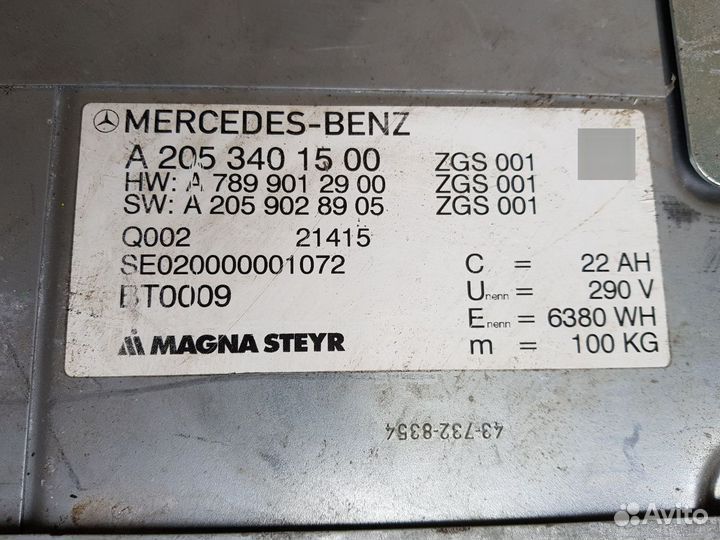 MERCEDES-BENZ
A 205 340 15 00 ZGS 001
HW: A 789 901 29 00 ZGS 001
SW: A 205 902 89 05 ZGS 001
Q002 21415
SE020000001072
BT0009
C = 22 AH
Unenn = 290 V
Enenn = 6380 WH
m = 100 KG
MAGNA STEYR
43-732-8354
Avito